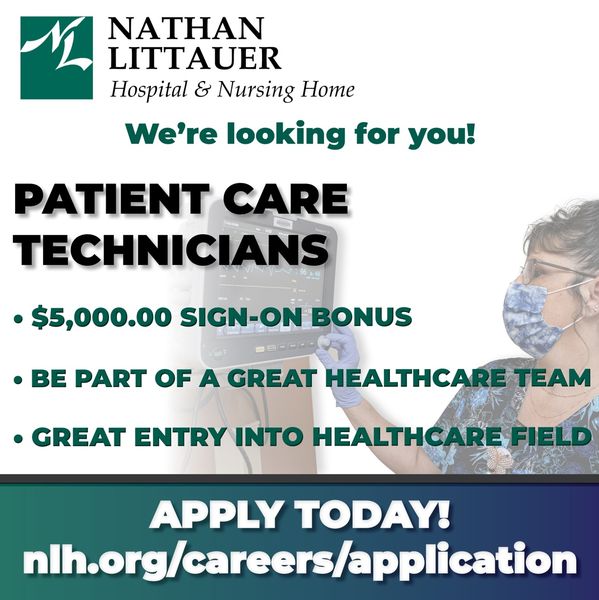 NL
NATHAN
LITTAUER
Hospital & Nursing Home
We're looking for you!
PATIENT CARE
TECHNICIANS
• $5,000.00 SIGN-ON BONUS
• BE PART OF A GREAT HEALTHCARE TEAM
• GREAT ENTRY INTO HEALTHCARE FIELD
APPLY TODAY!
nlh.org/careers/application